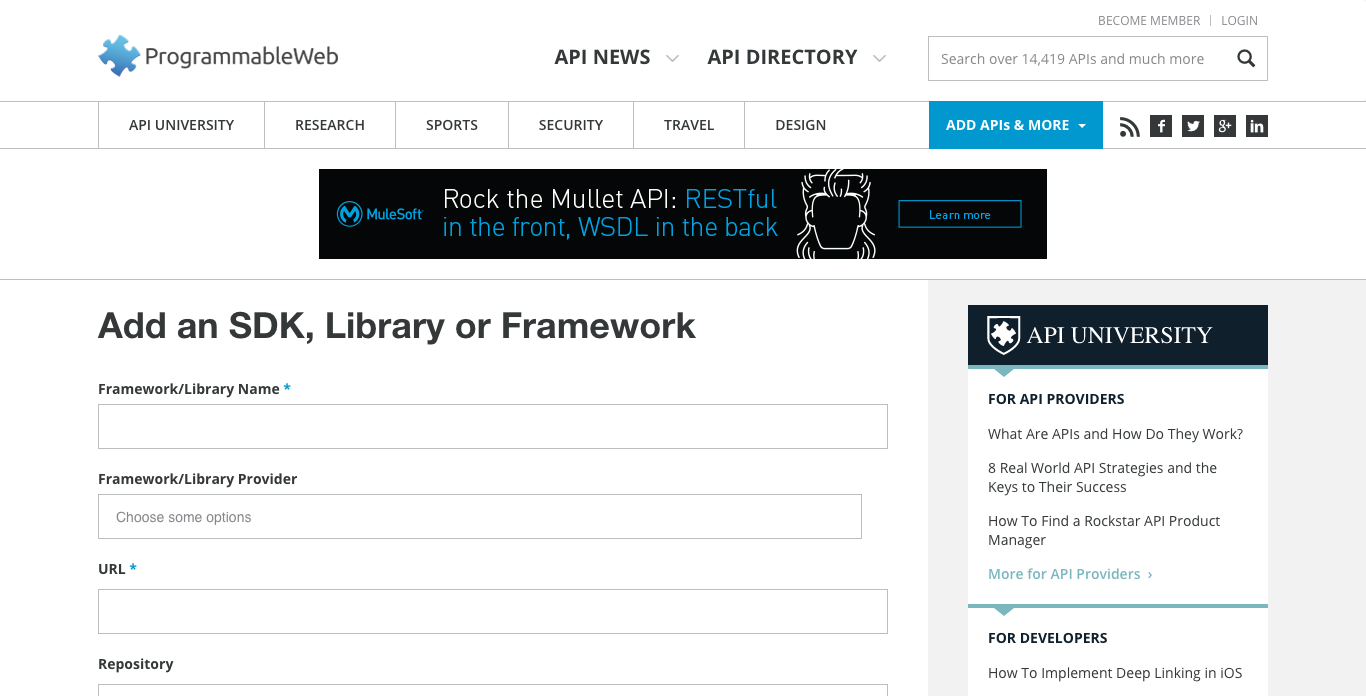 BECOME MEMBER
LOGIN
ProgrammableWeb
API NEWS
API DIRECTORY
Search over 14,419 APIs and much more
API UNIVERSITY
RESEARCH
SPORTS
SECURITY
TRAVEL
DESIGN
ADD APIs & MORE
f
g+
in
MuleSoft
Rock the Mullet API: RESTful
in the front, WSDL in the back
Learn more
Add an SDK, Library or Framework
Framework/Library Name *
Framework/Library Provider
Choose some options
URL *
Repository
API UNIVERSITY
FOR API PROVIDERS
What Are APIs and How Do They Work?
8 Real World API Strategies and the
Keys to Their Success
How To Find a Rockstar API Product
Manager
More for API Providers ›
FOR DEVELOPERS
How To Implement Deep Linking in iOS